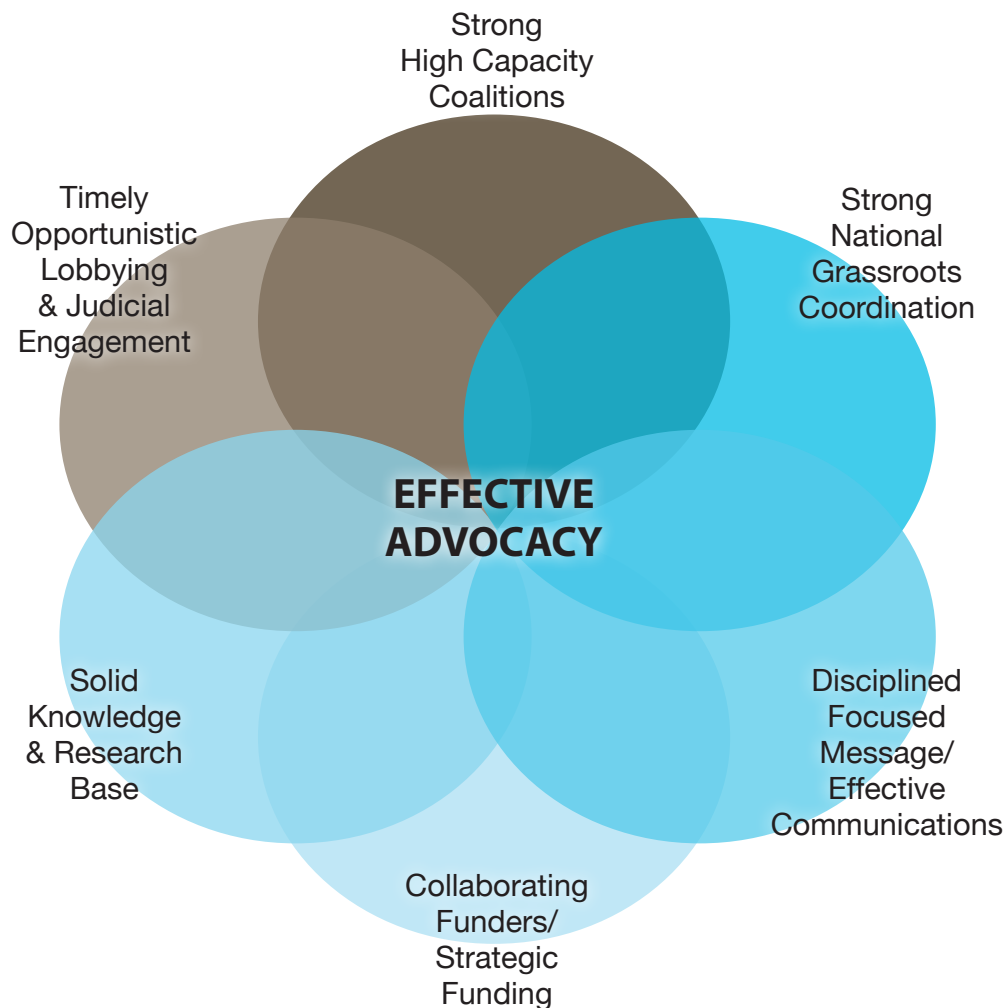 Strong
High Capacity
Coalitions
Timely
Opportunistic
Lobbying
& Judicial
Engagement
Strong
National
Grassroots
Coordination
EFFECTIVE
ADVOCACY
Solid
Knowledge
& Research
Base
Disciplined
Focused
Message/
Effective
Communications
Collaborating
Funders/
Strategic
Funding